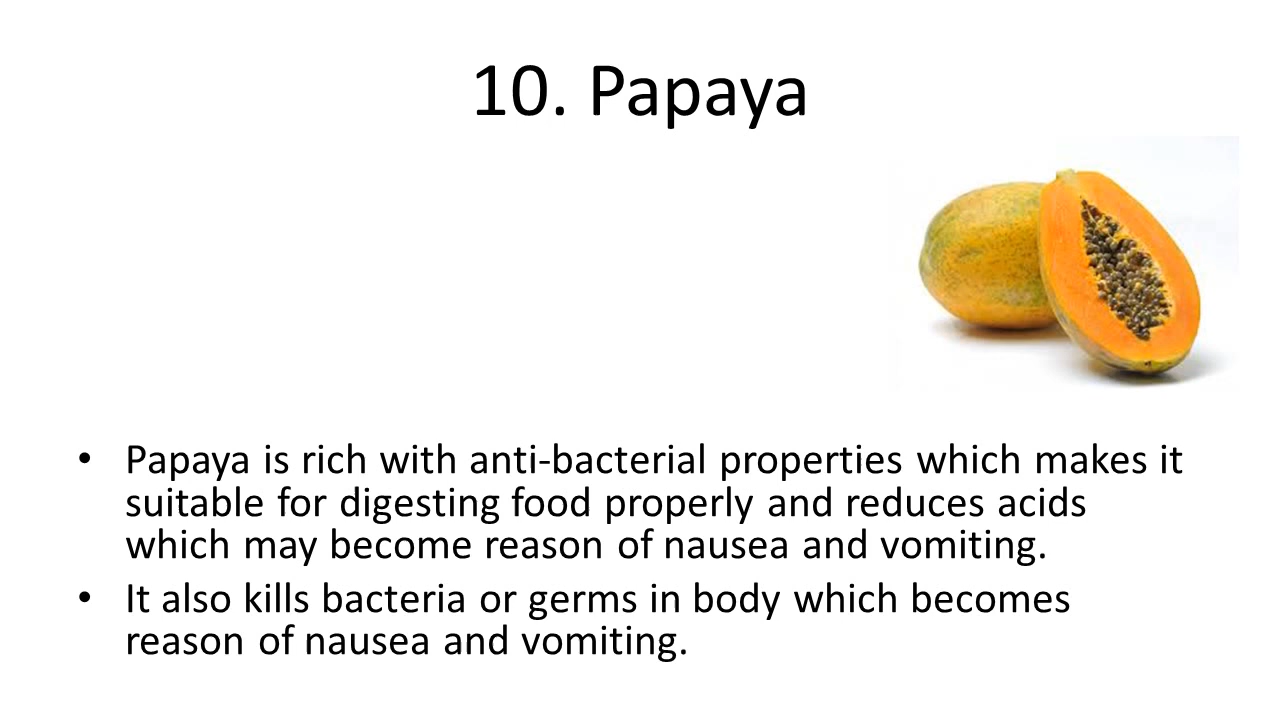 10. Papaya
• Papaya is rich with anti-bacterial properties which makes it
suitable for digesting food properly and reduces acids
which may become reason of nausea and vomiting.
• It also kills bacteria or germs in body which becomes
reason of nausea and vomiting.